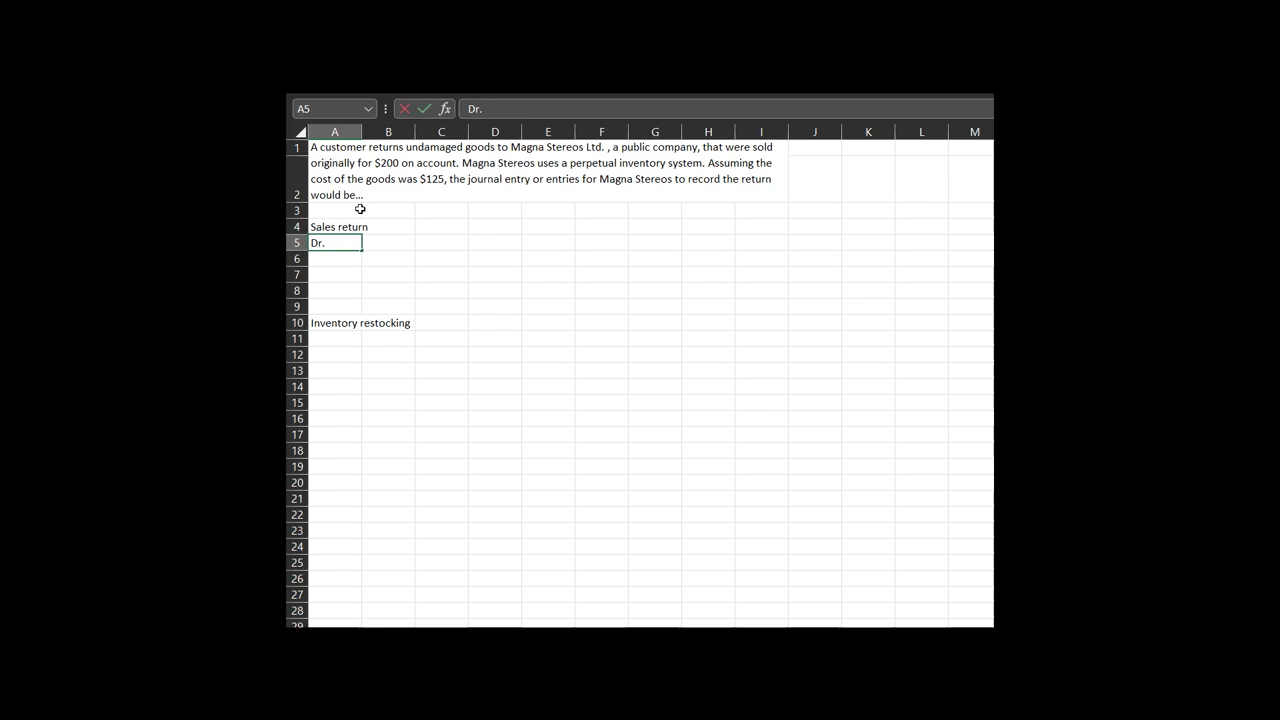 A5 fx Dr.
A B C D E F G H I J K L M
1 A customer returns undamaged goods to Magna Stereos Ltd. , a public company, that were sold
originally for $200 on account. Magna Stereos uses a perpetual inventory system. Assuming the
cost of the goods was $125, the journal entry or entries for Magna Stereos to record the return
2 would be...
3
4 Sales return
5 Dr.
6
7
8
9
10 Inventory restocking
11
12
13
14
15
16
17
18
19
20
21
22
23
24
25
26
27
28
29